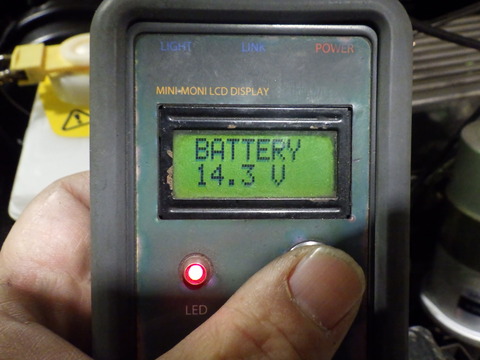 LIGHT LINK POWER
MINI-MONI LCD DISPLAY
BATTERY
14.3 V
LED